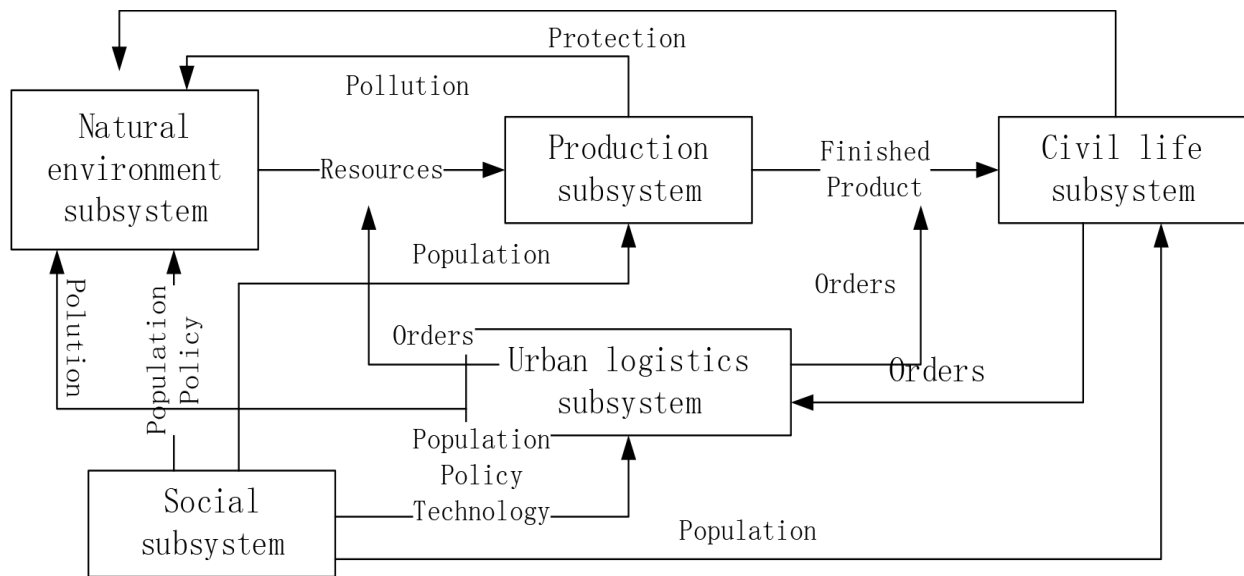 Protection
Pollution
Natural
environment
subsystem
Resources
Production
subsystem
Finished
Product
Civil life
subsystem
Population
Orders
Polution
Population
Policy
Orders
Urban logistics
subsystem
Orders
Population
Policy
Technology
Social
subsystem
Population